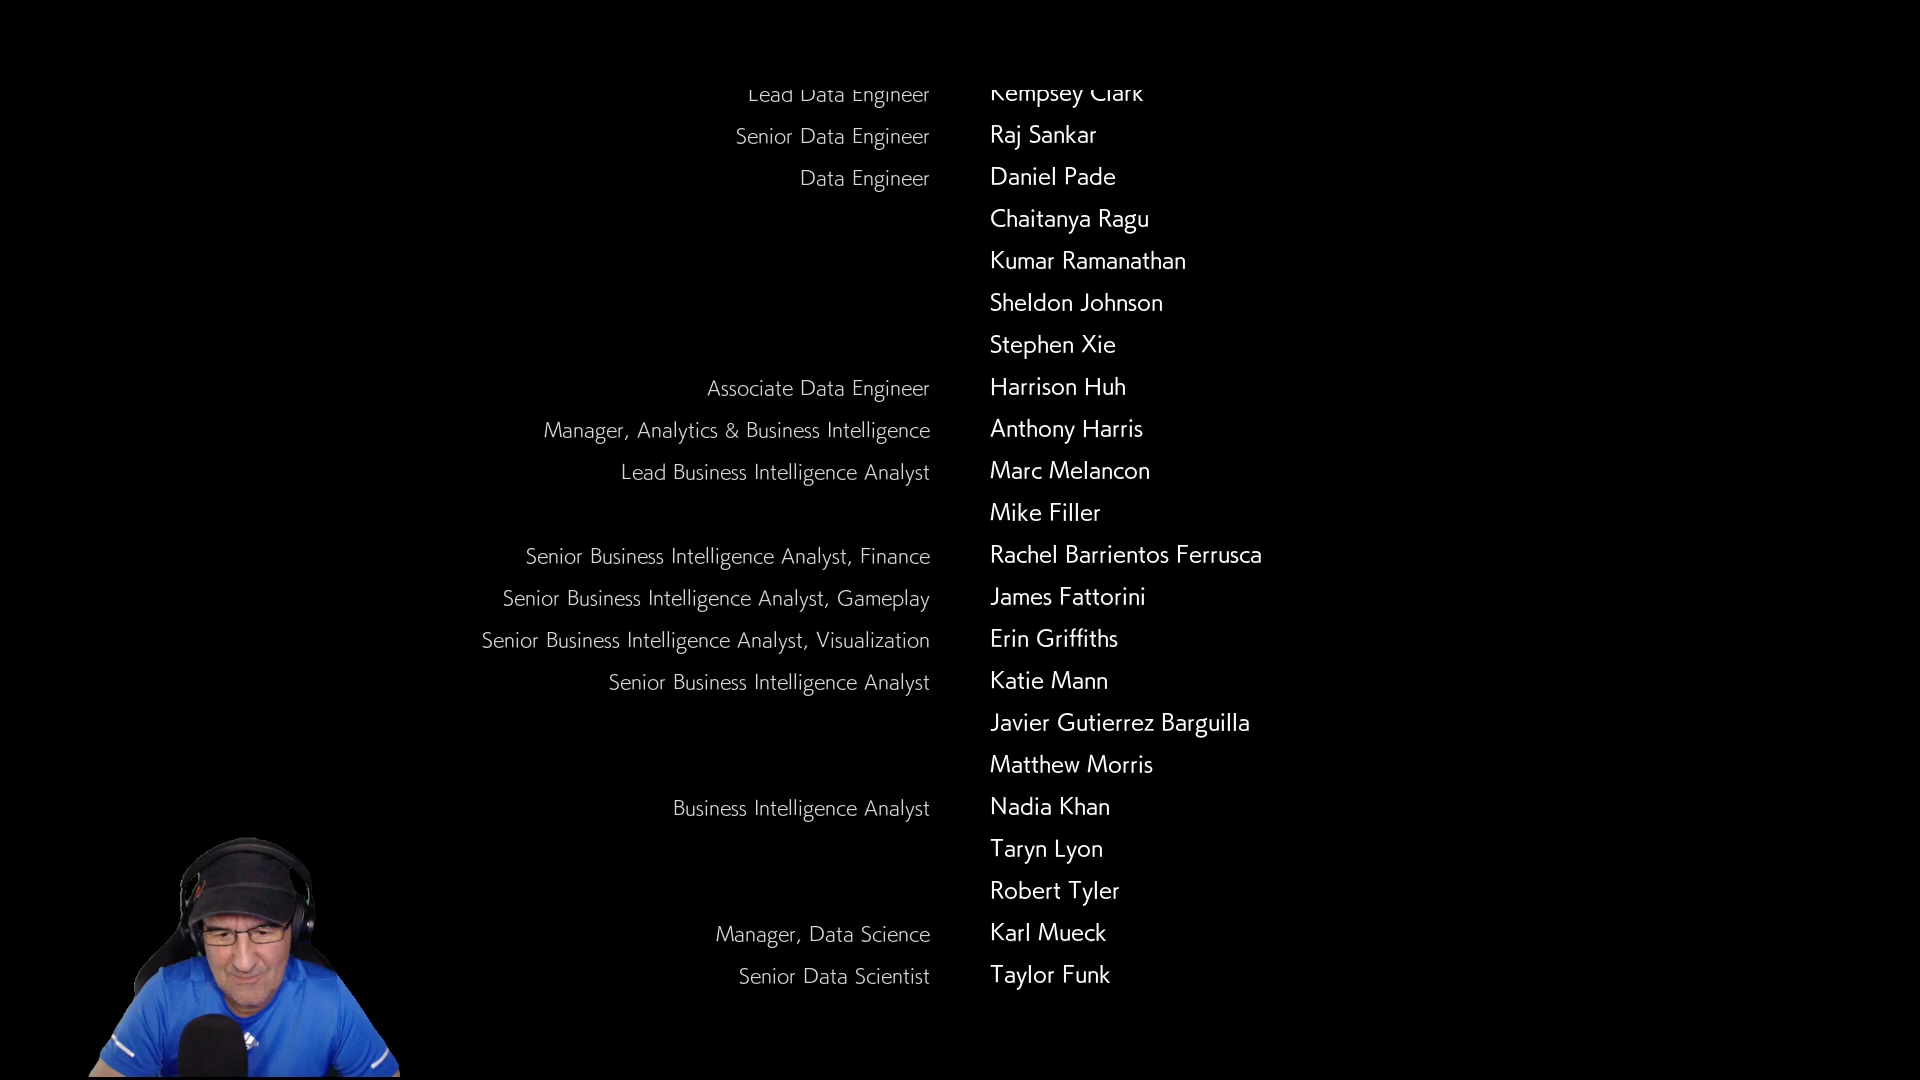 Lead Data Engineer Kempsey Clark
Senior Data Engineer Raj Sankar
Data Engineer Daniel Pade
Chaitanya Ragu
Kumar Ramanathan
Sheldon Johnson
Stephen Xie
Associate Data Engineer Harrison Huh
Manager, Analytics & Business Intelligence Anthony Harris
Lead Business Intelligence Analyst Marc Melancon
Mike Filler
Senior Business Intelligence Analyst, Finance Rachel Barrientos Ferrusca
Senior Business Intelligence Analyst, Gameplay James Fattorini
Senior Business Intelligence Analyst, Visualization Erin Griffiths
Senior Business Intelligence Analyst Katie Mann
Javier Gutierrez Barguilla
Matthew Morris
Business Intelligence Analyst Nadia Khan
Taryn Lyon
Robert Tyler
Manager, Data Science Karl Mueck
Senior Data Scientist Taylor Funk